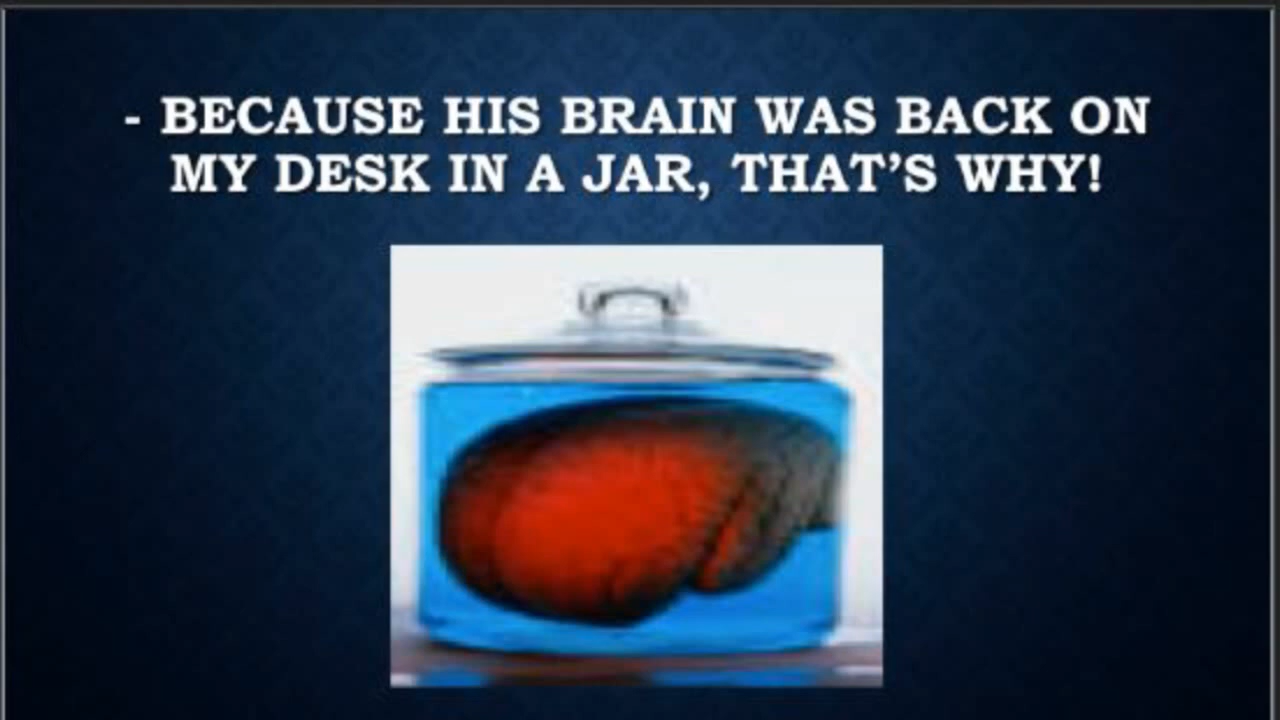 - BECAUSE HIS BRAIN WAS BACK ON
MY DESK IN A JAR, THAT’S WHY!